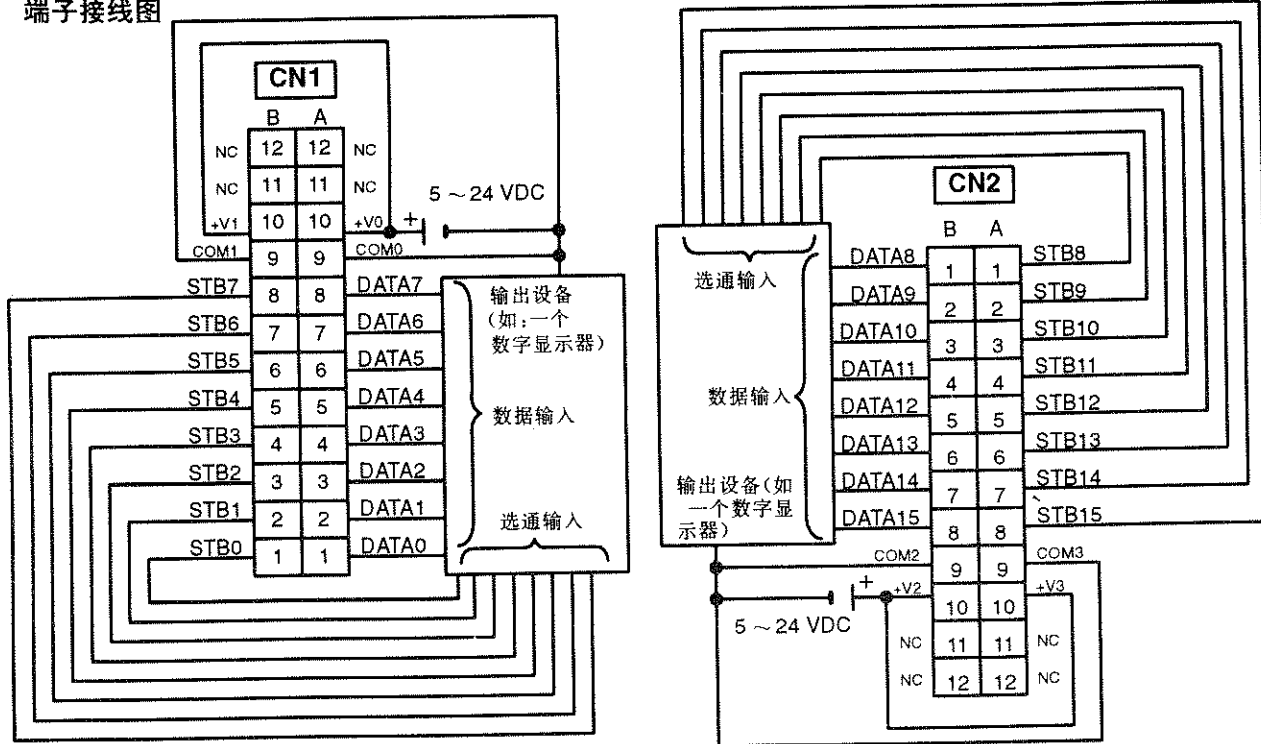 端子接线图
CN1
B A
NC 12 12 NC
NC 11 11 NC
+V1 10 10 +V0 + 5～24 VDC
COM1 9 9 COM0
STB7 8 8 DATA7
STB6 7 7 DATA6
STB5 6 6 DATA5
STB4 5 5 DATA4
STB3 4 4 DATA3
STB2 3 3 DATA2
STB1 2 2 DATA1
STB0 1 1 DATA0
输出设备
(如:一个
数字显示器)
数据输入
选通输入
CN2
B A
选通输入
数据输入
输出设备(如
一个数字显
示器)
DATA8 1 1 STB8
DATA9 2 2 STB9
DATA10 3 3 STB10
DATA11 4 4 STB11
DATA12 5 5 STB12
DATA13 6 6 STB13
DATA14 7 7 STB14
DATA15 8 8 STB15
COM2 9 9 COM3
+ +V2 10 10 +V3
5～24 VDC
NC 11 11 NC
NC 12 12 NC